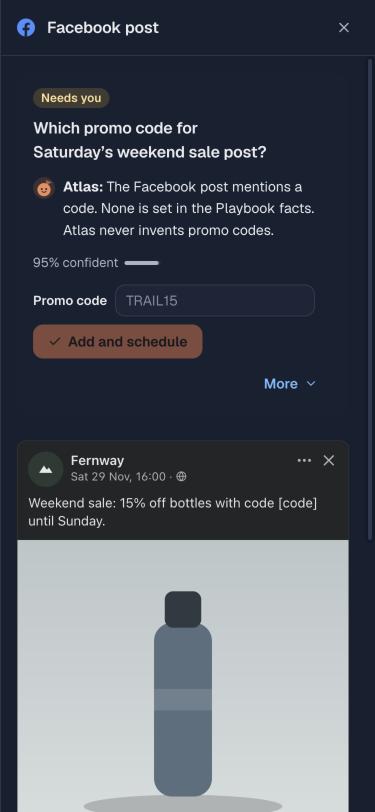 Facebook post
Needs you
Which promo code for
Saturday’s weekend sale post?
Atlas: The Facebook post mentions a
code. None is set in the Playbook facts.
Atlas never invents promo codes.
95% confident
Promo code TRAIL15
Add and schedule
More
Fernway
Sat 29 Nov, 16:00 ·
Weekend sale: 15% off bottles with code [code]
until Sunday.